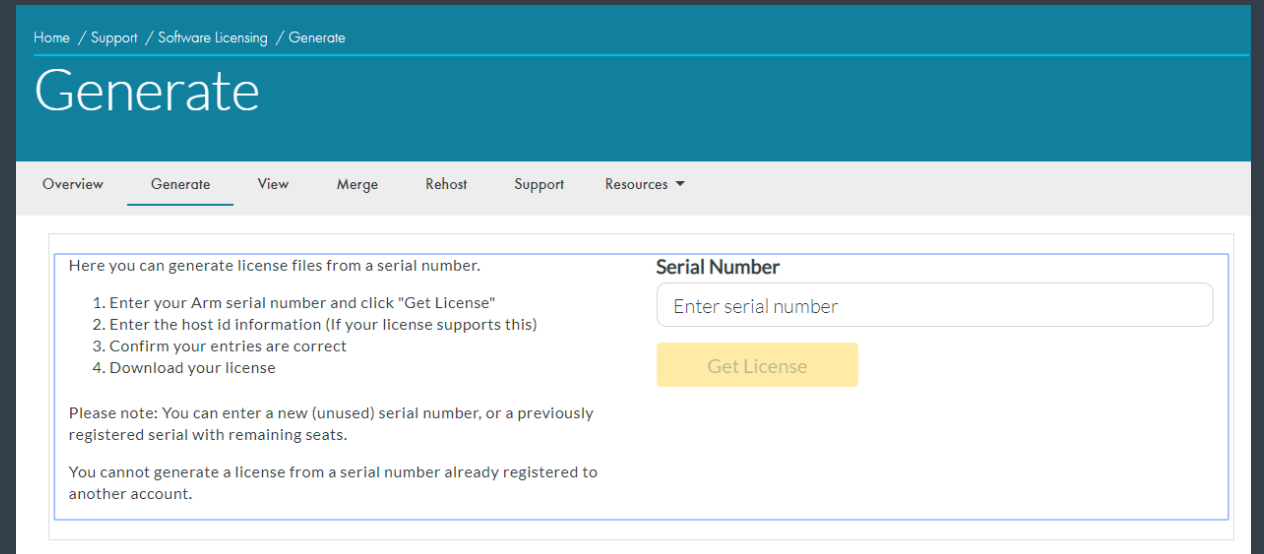 Home / Support / Software Licensing / Generate
Generate
Overview Generate View Merge Rehost Support Resources
Here you can generate license files from a serial number.
1. Enter your Arm serial number and click "Get License"
2. Enter the host id information (If your license supports this)
3. Confirm your entries are correct
4. Download your license
Please note: You can enter a new (unused) serial number, or a previously
registered serial with remaining seats.
You cannot generate a license from a serial number already registered to
another account.
Serial Number
Enter serial number
Get License